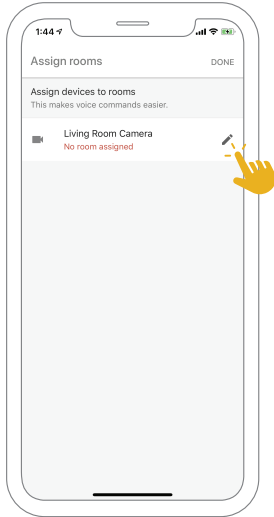 1:44
Assign rooms DONE
Assign devices to rooms
This makes voice commands easier.
Living Room Camera
No room assigned